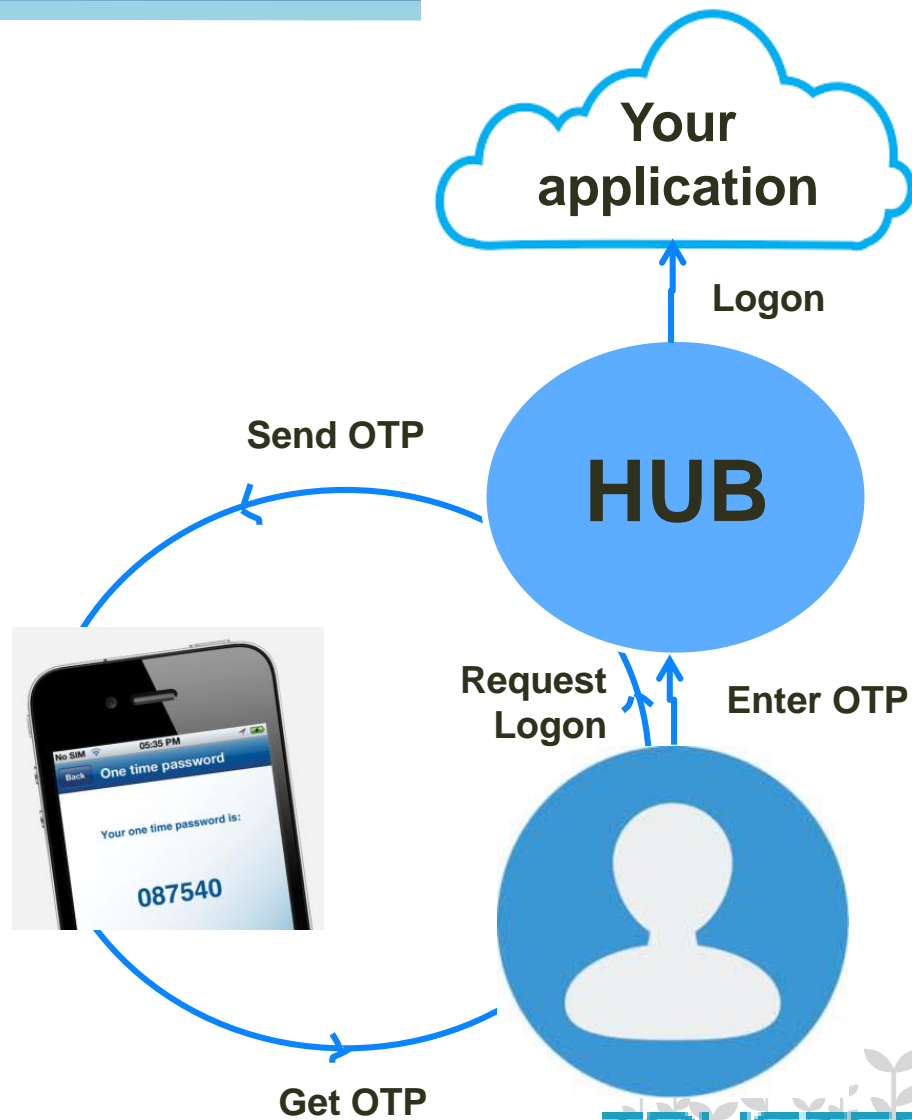 Your
application
Logon
Send OTP
HUB
Request
Logon
Enter OTP
No SIM 05:35 PM
Back One time password
Your one time password is:
087540
Get OTP